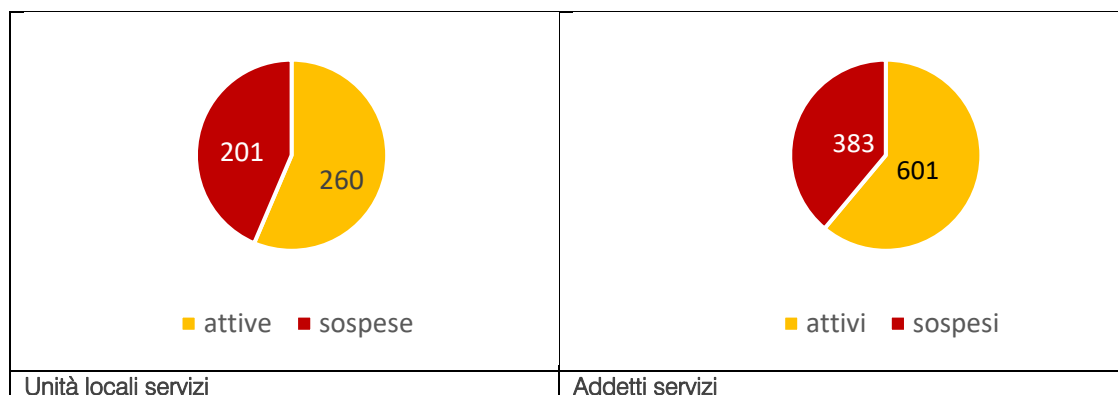 201
260
attive sospese
Unità locali servizi
383
601
attivi sospesi
Addetti servizi